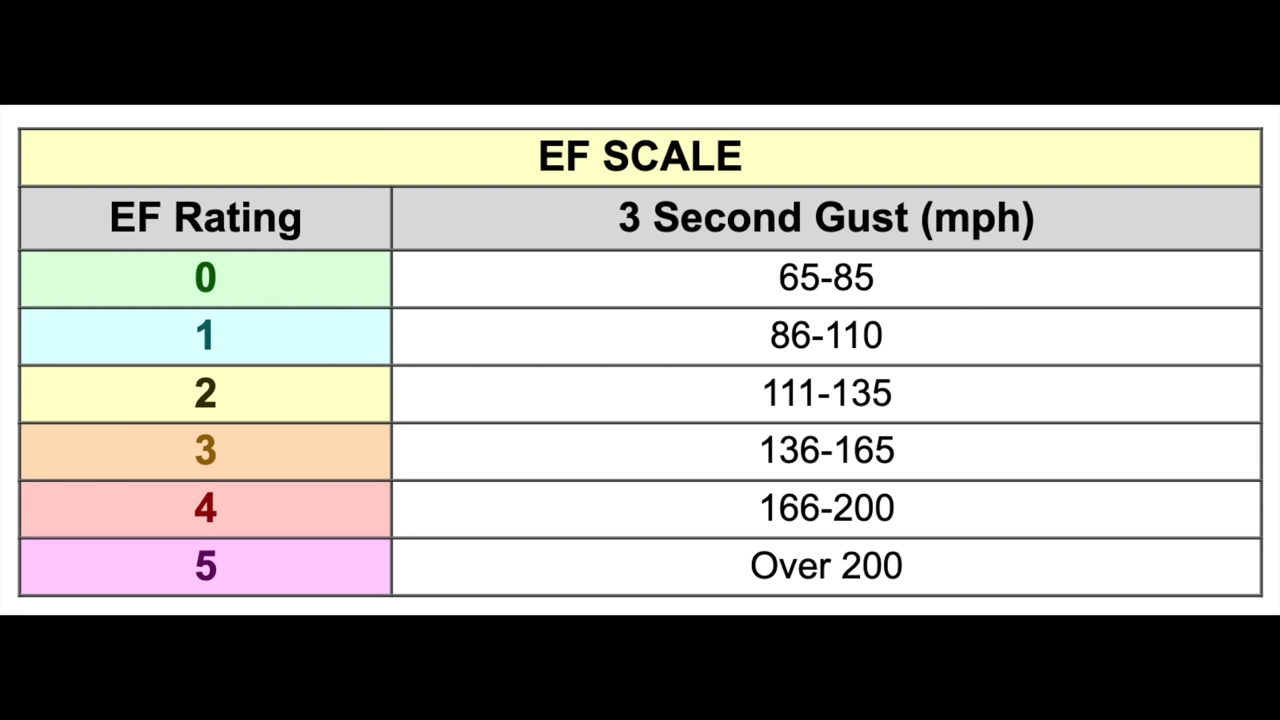 EF SCALE
EF Rating 3 Second Gust (mph)
0 65-85
1 86-110
2 111-135
3 136-165
4 166-200
5 Over 200